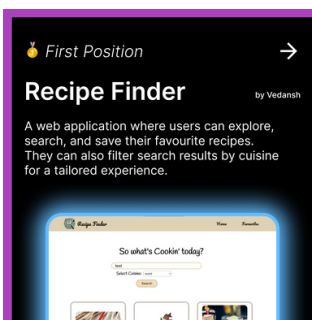 First Position
Recipe Finder
by Vedansh
A web application where users can explore,
search, and save their favourite recipes.
They can also filter search results by cuisine
for a tailored experience.
Recipe Finder
Home Favourites
So what's Cookin' today?
Select Cuisine:
Search